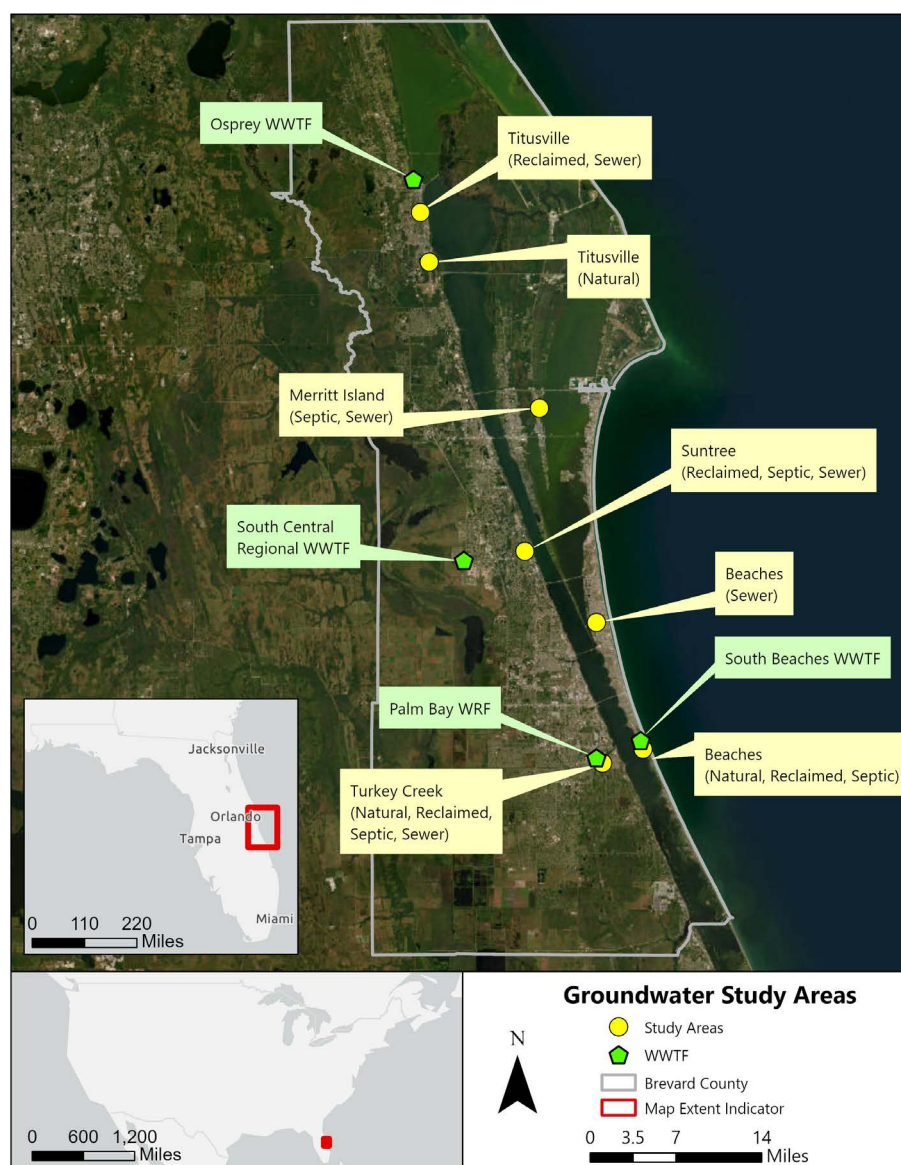 Osprey WWTF
Titusville
(Reclaimed, Sewer)
Titusville
(Natural)
Merritt Island
(Septic, Sewer)
Suntree
(Reclaimed, Septic, Sewer)
South Central
Regional WWTF
Beaches
(Sewer)
South Beaches WWTF
Palm Bay WRF
Beaches
(Natural, Reclaimed, Septic)
Turkey Creek
(Natural, Reclaimed,
Septic, Sewer)
Jacksonville
Orlando
Tampa
Miami
0 110 220
Miles
0 600 1,200
Miles
Groundwater Study Areas
N
Study Areas
WWTF
Brevard County
Map Extent Indicator
0 3.5 7 14
Miles